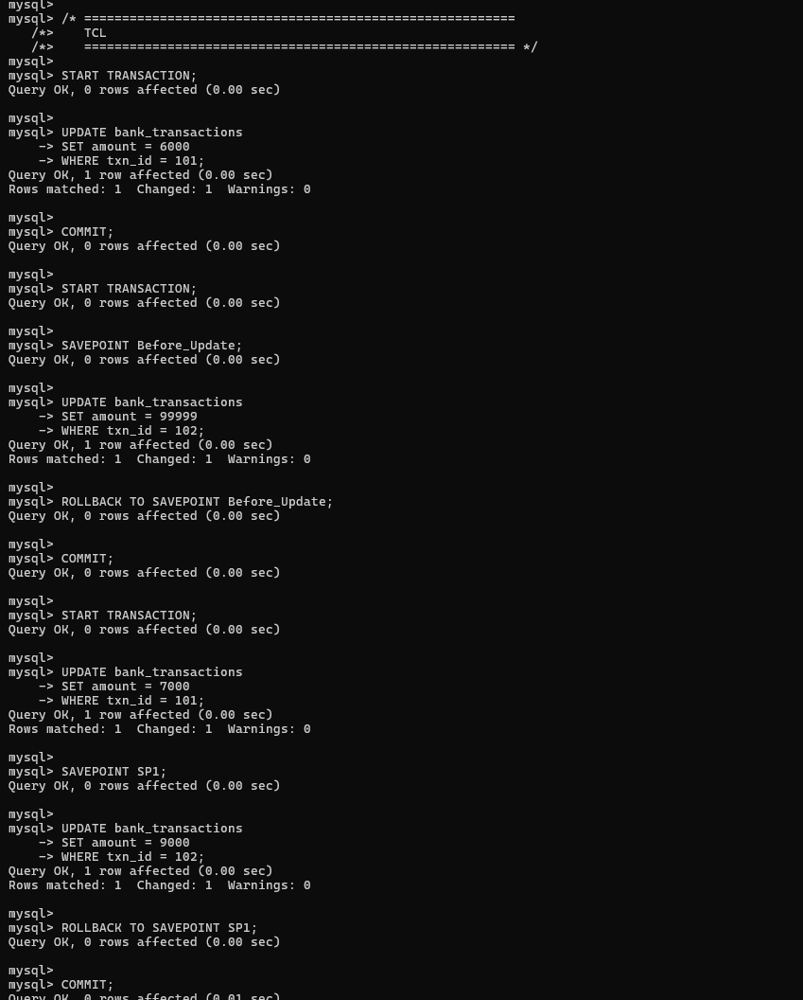 mysql>
mysql> /* =========================================================
   /*>    TCL
   /*>    ========================================================= */
mysql>
mysql> START TRANSACTION;
Query OK, 0 rows affected (0.00 sec)
mysql>
mysql> UPDATE bank_transactions
    -> SET amount = 6000
    -> WHERE txn_id = 101;
Query OK, 1 row affected (0.00 sec)
Rows matched: 1  Changed: 1  Warnings: 0
mysql>
mysql> COMMIT;
Query OK, 0 rows affected (0.00 sec)
mysql>
mysql> START TRANSACTION;
Query OK, 0 rows affected (0.00 sec)
mysql>
mysql> SAVEPOINT Before_Update;
Query OK, 0 rows affected (0.00 sec)
mysql>
mysql> UPDATE bank_transactions
    -> SET amount = 99999
    -> WHERE txn_id = 102;
Query OK, 1 row affected (0.00 sec)
Rows matched: 1  Changed: 1  Warnings: 0
mysql>
mysql> ROLLBACK TO SAVEPOINT Before_Update;
Query OK, 0 rows affected (0.00 sec)
mysql>
mysql> COMMIT;
Query OK, 0 rows affected (0.00 sec)
mysql>
mysql> START TRANSACTION;
Query OK, 0 rows affected (0.00 sec)
mysql>
mysql> UPDATE bank_transactions
    -> SET amount = 7000
    -> WHERE txn_id = 101;
Query OK, 1 row affected (0.00 sec)
Rows matched: 1  Changed: 1  Warnings: 0
mysql>
mysql> SAVEPOINT SP1;
Query OK, 0 rows affected (0.00 sec)
mysql>
mysql> UPDATE bank_transactions
    -> SET amount = 9000
    -> WHERE txn_id = 102;
Query OK, 1 row affected (0.00 sec)
Rows matched: 1  Changed: 1  Warnings: 0
mysql>
mysql> ROLLBACK TO SAVEPOINT SP1;
Query OK, 0 rows affected (0.00 sec)
mysql>
mysql> COMMIT;
Query OK, 0 rows affected (0.01 sec)